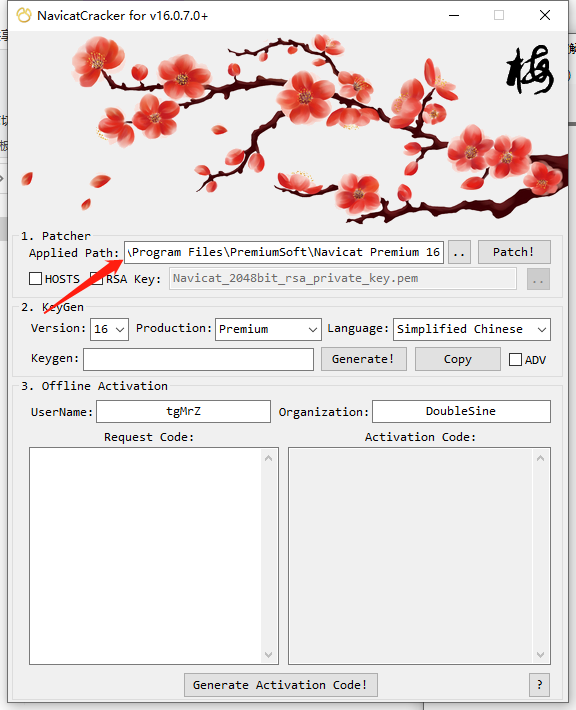 NavicatCracker for v16.0.7.0+
梅
1. Patcher
Applied Path: \Program Files\PremiumSoft\Navicat Premium 16 .. Patch!
HOSTS RSA Key: Navicat_2048bit_rsa_private_key.pem ..
2. KeyGen
Version: 16 Production: Premium Language: Simplified Chinese
Keygen: Generate! Copy ADV
3. Offline Activation
UserName: tgMrZ Organization: DoubleSine
Request Code: Activation Code:
Generate Activation Code! ?